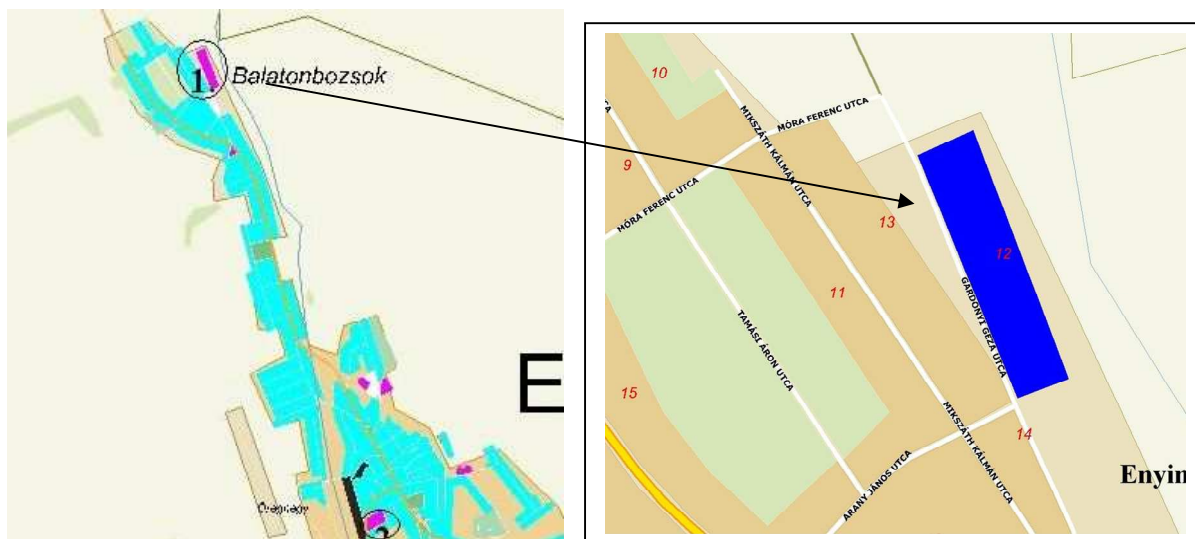 1.
Balatonbozsok
E
2
10
MÓRA FERENC UTCA
MIKSZÁTH KÁLMÁN UTCA
9
MÓRA FERENC UTCA
13
12
11
GÁRDONYI GÉZA UTCA
TAMÁSI ÁRON UTCA
15
MIKSZÁTH KÁLMÁN UTCA
14
ARANY JÁNOS UTCA
Enyin